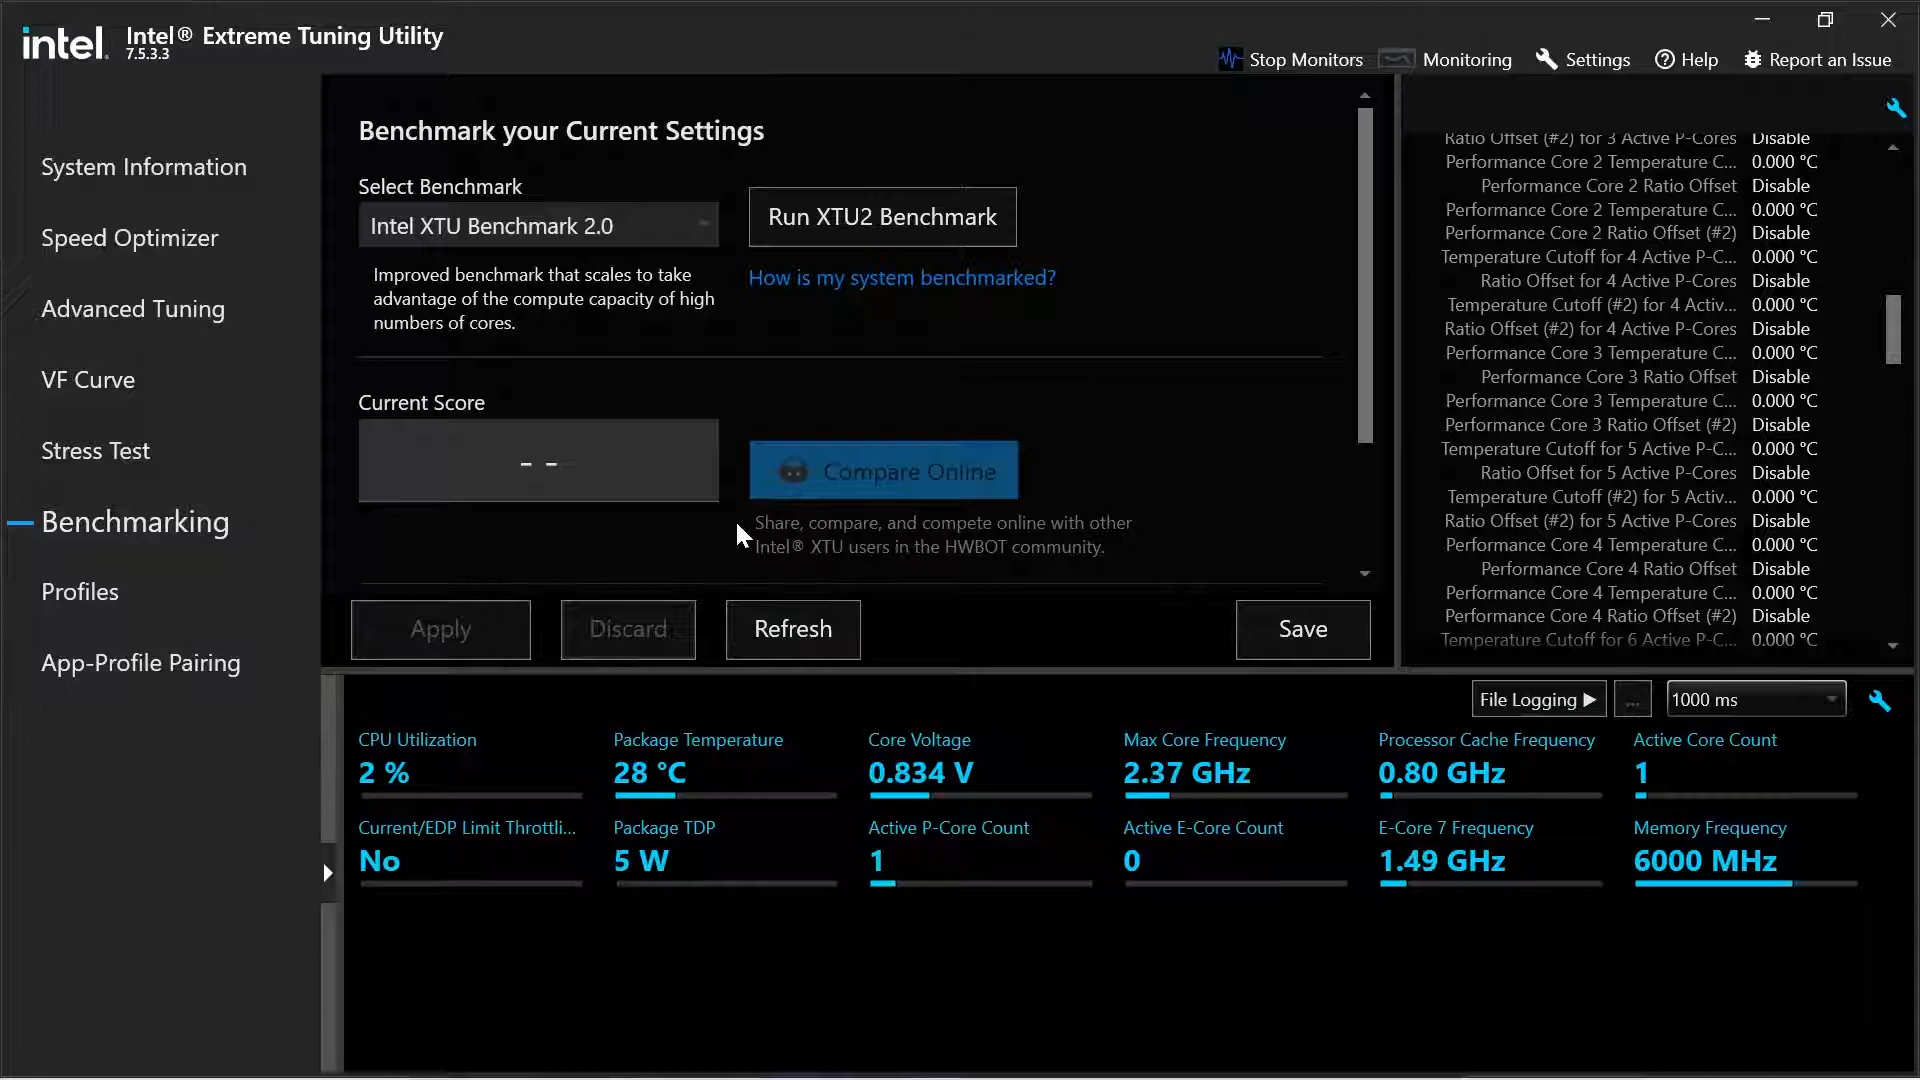 intel.
Intel® Extreme Tuning Utility
7.5.3.3
Stop Monitors
Monitoring
Settings
Help
Report an Issue
System Information
Speed Optimizer
Advanced Tuning
VF Curve
Stress Test
Benchmarking
Profiles
App-Profile Pairing
Benchmark your Current Settings
Select Benchmark
Intel XTU Benchmark 2.0
Run XTU2 Benchmark
Improved benchmark that scales to take
advantage of the compute capacity of high
numbers of cores.
How is my system benchmarked?
Current Score
- -
Compare Online
Share, compare, and compete online with other
Intel® XTU users in the HWBOT community.
Apply
Discard
Refresh
Save
Ratio Offset (#2) for 3 Active P-Cores Disable
Performance Core 2 Temperature C... 0.000 °C
Performance Core 2 Ratio Offset Disable
Performance Core 2 Temperature C... 0.000 °C
Performance Core 2 Ratio Offset (#2) Disable
Temperature Cutoff for 4 Active P-C... 0.000 °C
Ratio Offset for 4 Active P-Cores Disable
Temperature Cutoff (#2) for 4 Activ... 0.000 °C
Ratio Offset (#2) for 4 Active P-Cores Disable
Performance Core 3 Temperature C... 0.000 °C
Performance Core 3 Ratio Offset Disable
Performance Core 3 Temperature C... 0.000 °C
Performance Core 3 Ratio Offset (#2) Disable
Temperature Cutoff for 5 Active P-C... 0.000 °C
Ratio Offset for 5 Active P-Cores Disable
Temperature Cutoff (#2) for 5 Activ... 0.000 °C
Ratio Offset (#2) for 5 Active P-Cores Disable
Performance Core 4 Temperature C... 0.000 °C
Performance Core 4 Ratio Offset Disable
Performance Core 4 Temperature C... 0.000 °C
Performance Core 4 Ratio Offset (#2) Disable
Temperature Cutoff for 6 Active P-C... 0.000 °C
File Logging
...
1000 ms
CPU Utilization
2 %
Package Temperature
28 °C
Core Voltage
0.834 V
Max Core Frequency
2.37 GHz
Processor Cache Frequency
0.80 GHz
Active Core Count
1
Current/EDP Limit Throttli...
No
Package TDP
5 W
Active P-Core Count
1
Active E-Core Count
0
E-Core 7 Frequency
1.49 GHz
Memory Frequency
6000 MHz